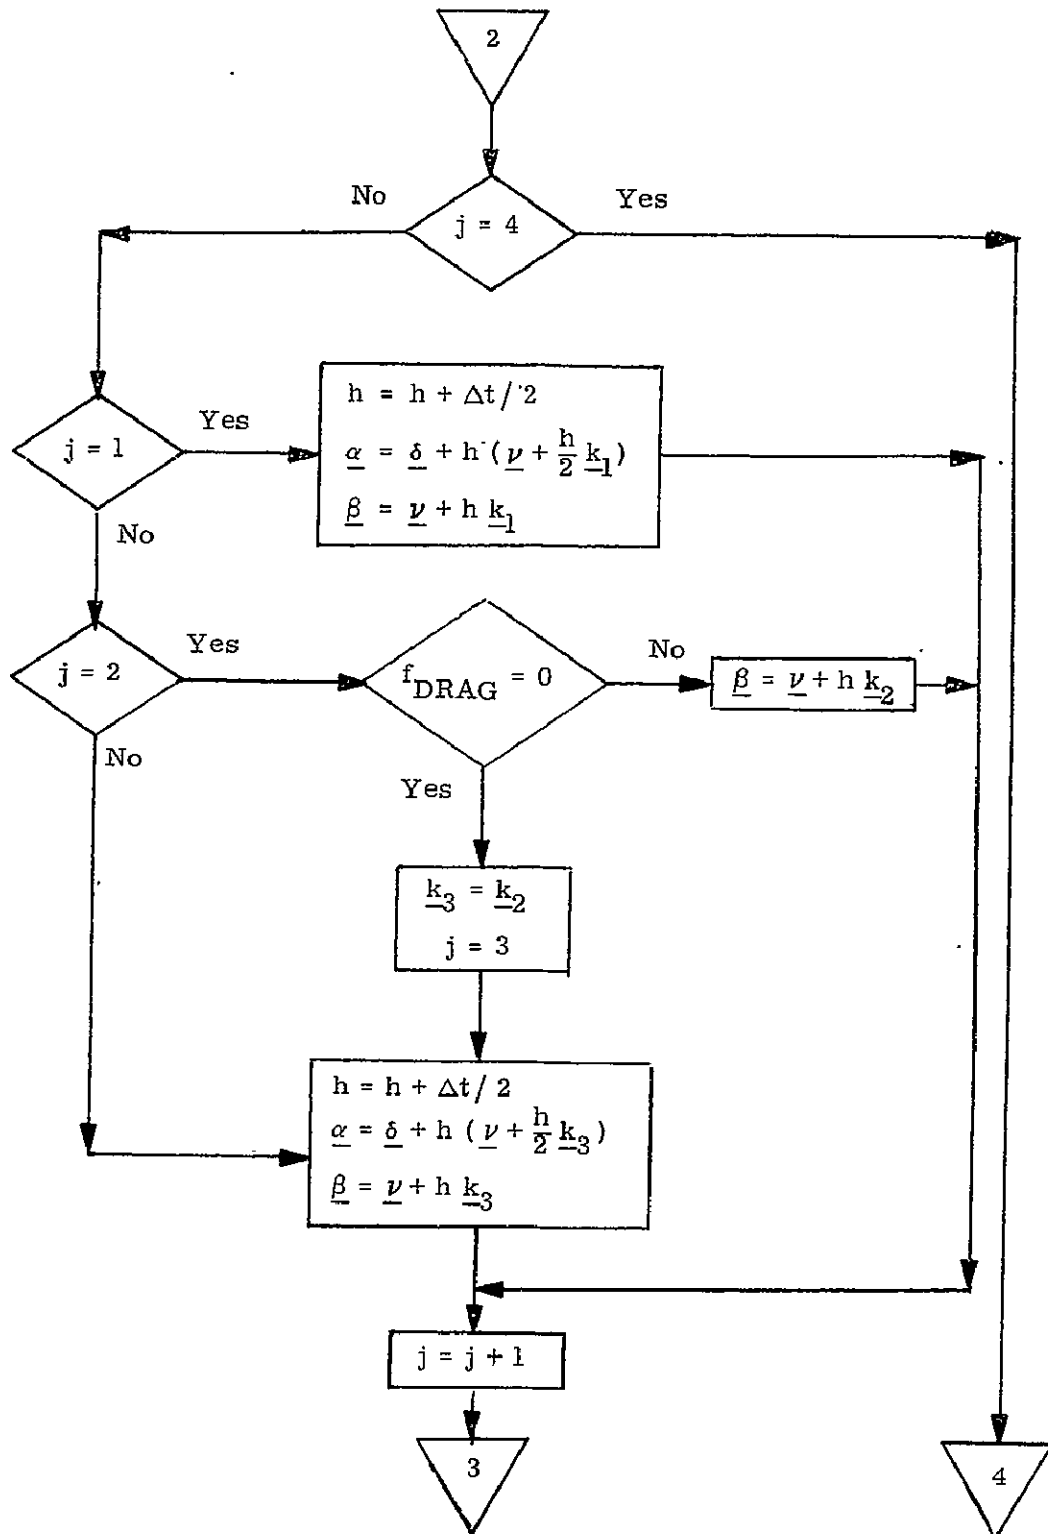 2
No
Yes
j = 4
h = h + Δt / 2
Yes
j = 1
α = δ + h (ν + h/2 k₁)
β = ν + h k₁
No
Yes
No
j = 2
f_DRAG = 0
β = ν + h k₂
No
Yes
k₃ = k₂
j = 3
h = h + Δt / 2
α = δ + h (ν + h/2 k₃)
β = ν + h k₃
j = j + 1
3
4